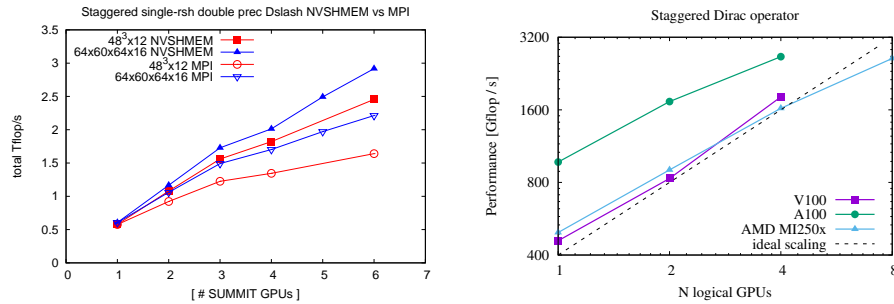 Staggered single-rsh double prec Dslash NVSHMEM vs MPI
3.5
3
2.5
2
1.5
1
0.5
0
total Tflop/s
48³x12 NVSHMEM
64x60x64x16 NVSHMEM
48³x12 MPI
64x60x64x16 MPI
0 1 2 3 4 5 6 7
[ # SUMMIT GPUs ]
Staggered Dirac operator
3200
1600
800
400
Performance [Gflop / s]
V100
A100
AMD MI250x
ideal scaling
1 2 4 8
N logical GPUs